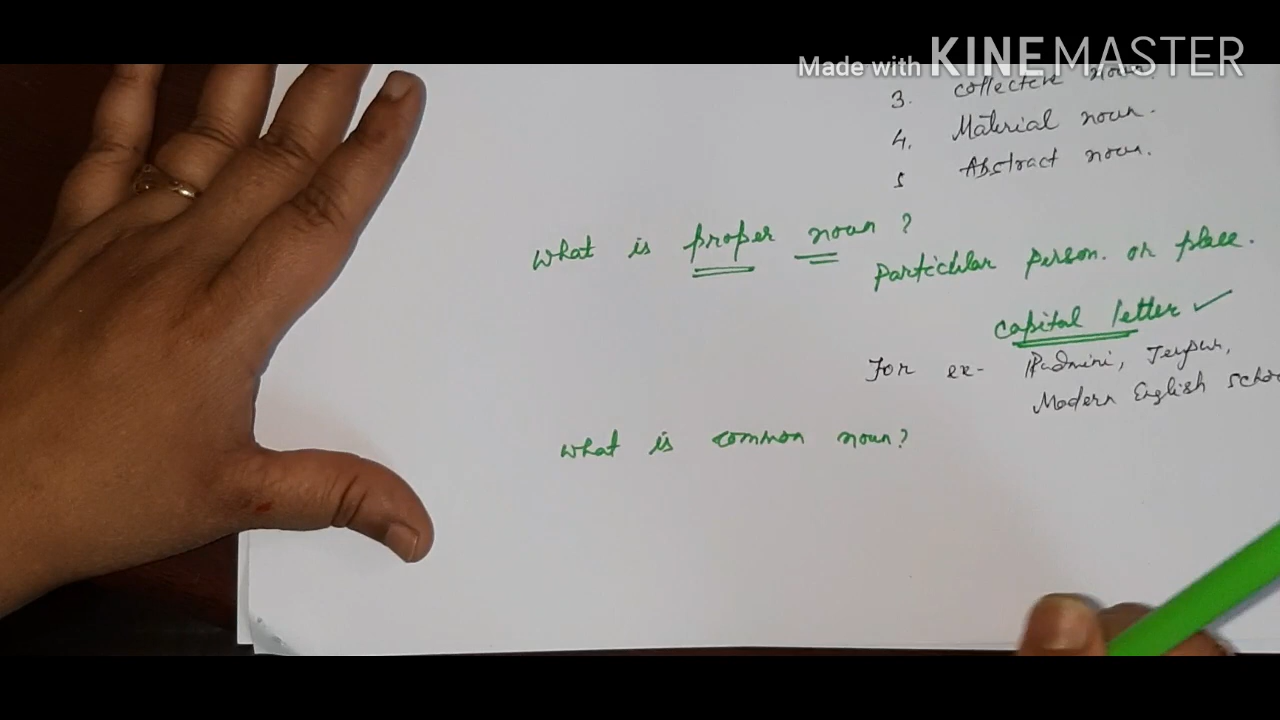 Made with KINEMASTER
3. collective noun.
4. Material noun.
5 Abstract noun.
What is proper noun ?
Particular person. or place.
capital letter ✓
For ex- Padmini, Tezpur,
Modern English
What is common noun?